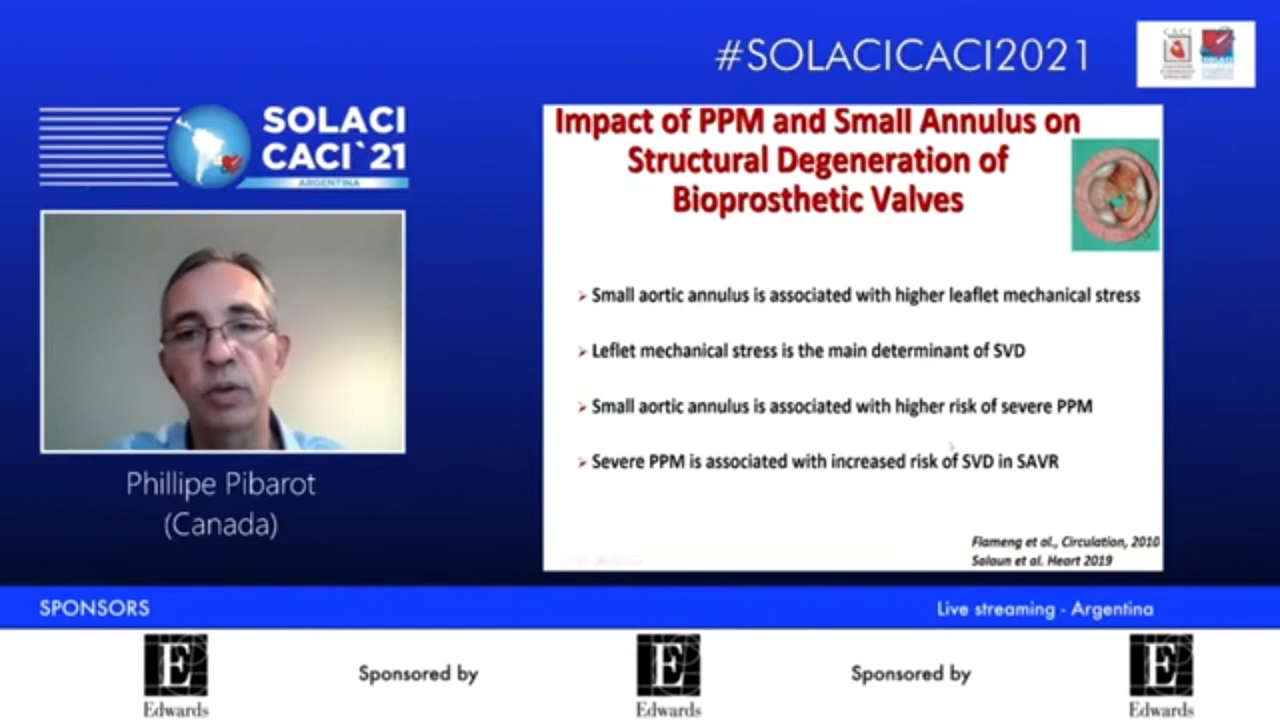 #SOLACICACI2021
CACI
SOLACI
SOLACI
CACI`21
ARGENTINA
Impact of PPM and Small Annulus on
Structural Degeneration of
Bioprosthetic Valves
➢ Small aortic annulus is associated with higher leaflet mechanical stress
➢ Leflet mechanical stress is the main determinant of SVD
➢ Small aortic annulus is associated with higher risk of severe PPM
➢ Severe PPM is associated with increased risk of SVD in SAVR
Flameng et al., Circulation, 2010
Salaun et al. Heart 2019
Phillipe Pibarot
(Canada)
SPONSORS
Live streaming - Argentina
E
Edwards
Sponsored by
E
Edwards
Sponsored by
E
Edwards